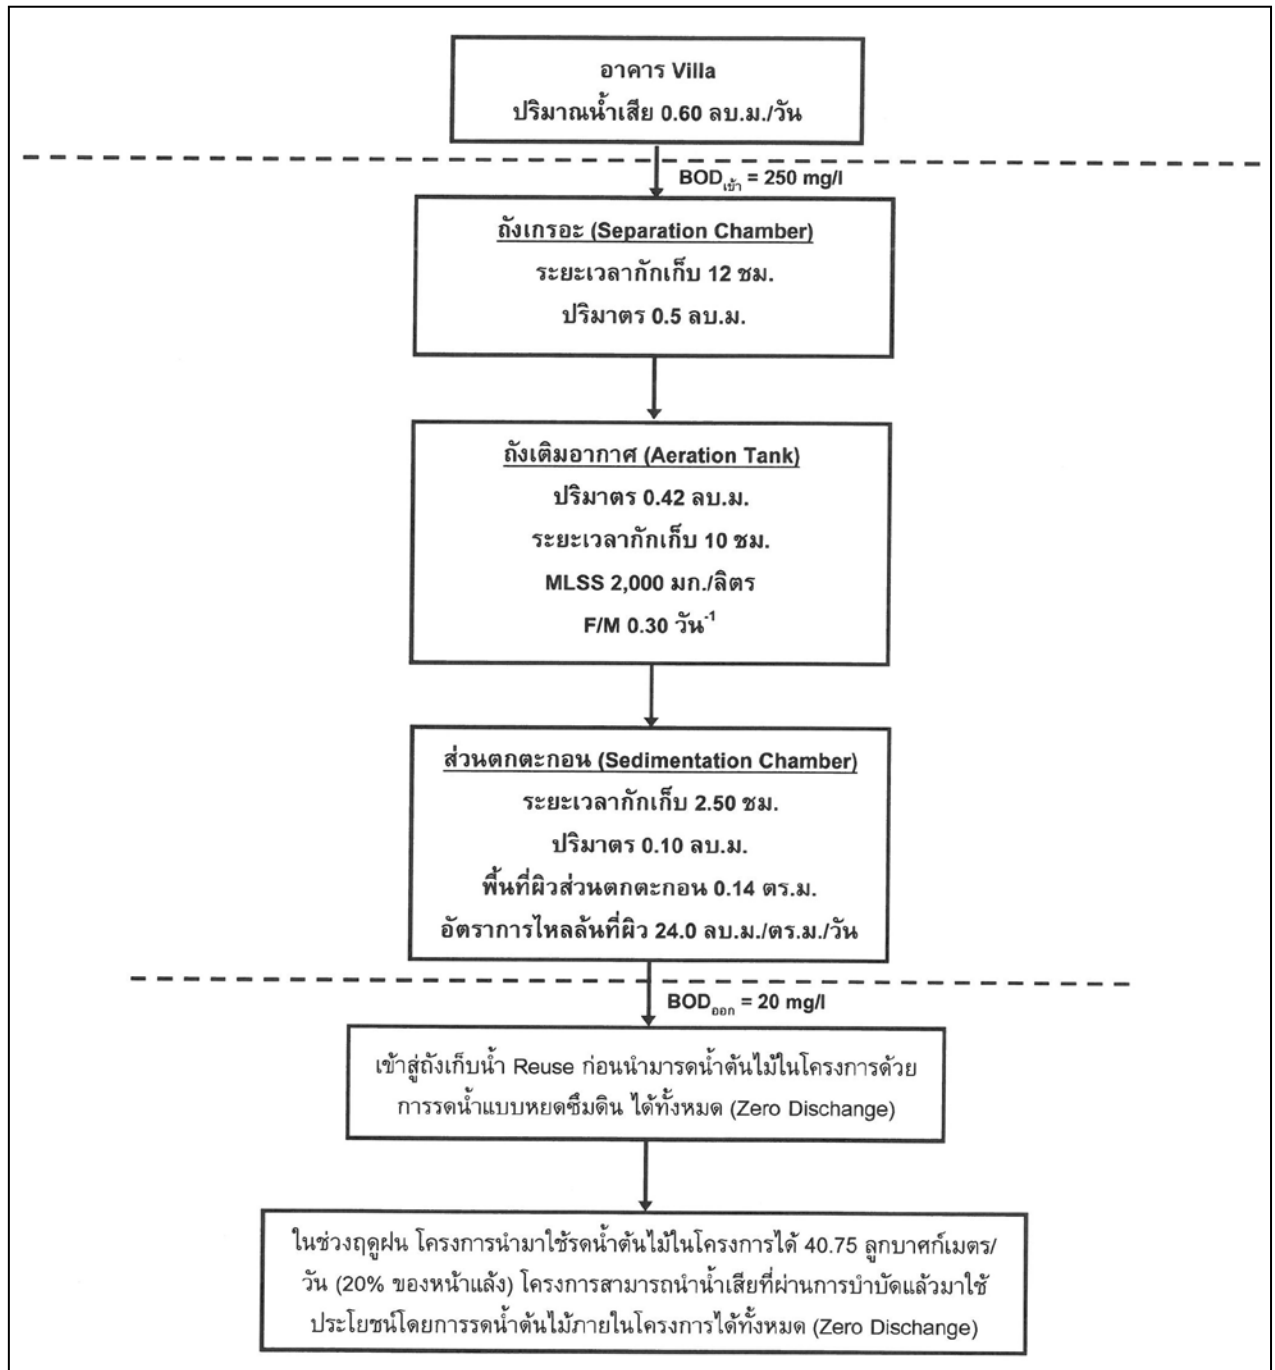 อาคาร Villa
ปริมาณน้ำเสีย 0.60 ลบ.ม./วัน
BODเข้า = 250 mg/l
ถังเกรอะ (Separation Chamber)
ระยะเวลากักเก็บ 12 ชม.
ปริมาตร 0.5 ลบ.ม.
ถังเติมอากาศ (Aeration Tank)
ปริมาตร 0.42 ลบ.ม.
ระยะเวลากักเก็บ 10 ชม.
MLSS 2,000 มก./ลิตร
F/M 0.30 วัน⁻¹
ส่วนตกตะกอน (Sedimentation Chamber)
ระยะเวลากักเก็บ 2.50 ชม.
ปริมาตร 0.10 ลบ.ม.
พื้นที่ผิวส่วนตกตะกอน 0.14 ตร.ม.
อัตราการไหลล้นที่ผิว 24.0 ลบ.ม./ตร.ม./วัน
BODออก = 20 mg/l
เข้าสู่ถังเก็บน้ำ Reuse ก่อนนำมารดน้ำต้นไม้ในโครงการด้วย
การรดน้ำแบบหยดซึมดิน ได้ทั้งหมด (Zero Dischange)
ในช่วงฤดูฝน โครงการนำมาใช้รดน้ำต้นไม้ในโครงการได้ 40.75 ลูกบาศก์เมตร/
วัน (20% ของหน้าแล้ง) โครงการสามารถนำน้ำเสียที่ผ่านการบำบัดแล้วมาใช้
ประโยชน์โดยการรดน้ำต้นไม้ภายในโครงการได้ทั้งหมด (Zero Dischange)